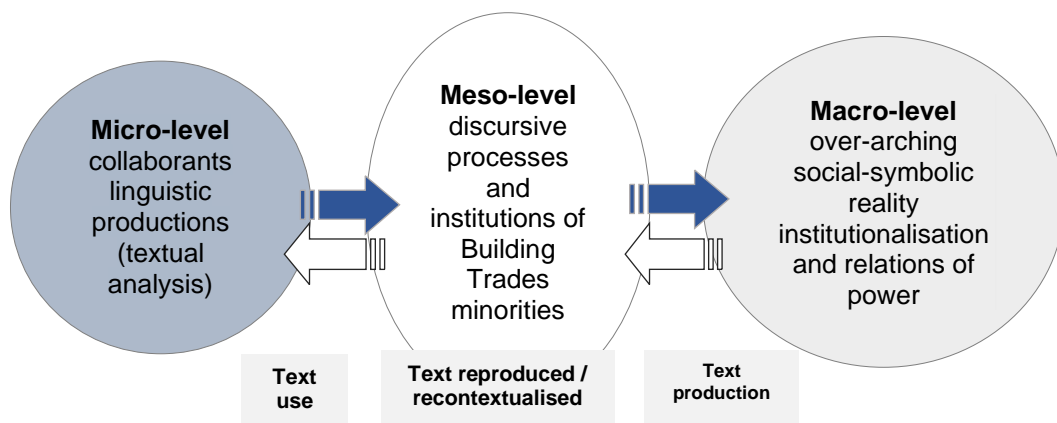 Micro-level
collaborants
linguistic
productions
(textual
analysis)
Meso-level
discursive
processes
and
institutions of
Building
Trades
minorities
Macro-level
over-arching
social-symbolic
reality
institutionalisation
and relations of
power
Text
use
Text reproduced /
recontextualised
Text
production